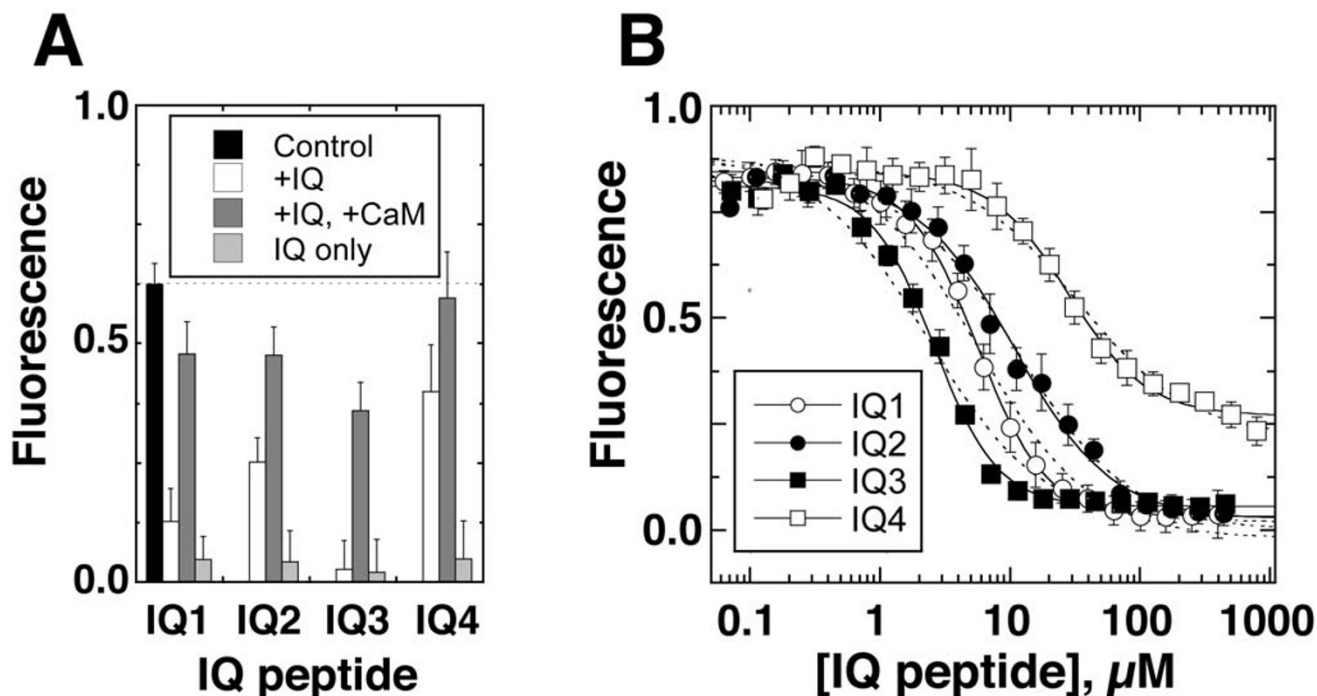 A
1.0
0.5
0.0
Fluorescence
Control
+IQ
+IQ, +CaM
IQ only
IQ1 IQ2 IQ3 IQ4
IQ peptide
B
1.0
0.5
0.0
Fluorescence
IQ1
IQ2
IQ3
IQ4
0.1 1 10 100 1000
[IQ peptide], µM